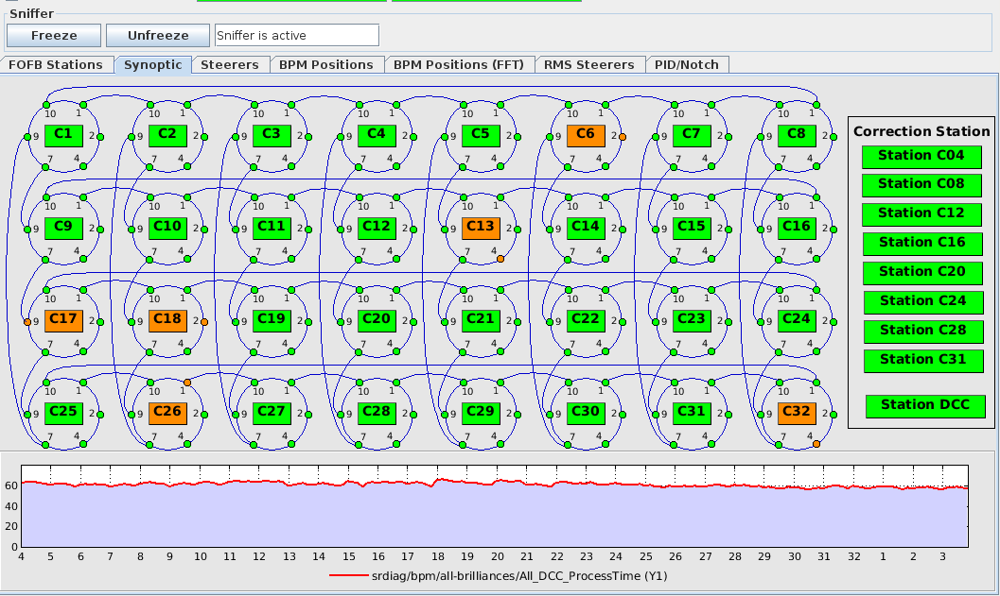 Sniffer
Freeze Unfreeze Sniffer is active
FOFB Stations Synoptic Steerers BPM Positions BPM Positions (FFT) RMS Steerers PID/Notch
10 1 10 1 10 1 10 1 10 1 10 1 10 1 10 1
9 C1 2 9 C2 2 9 C3 2 9 C4 2 9 C5 2 9 C6 2 9 C7 2 9 C8 2
7 4 7 4 7 4 7 4 7 4 7 4 7 4 7 4
10 1 10 1 10 1 10 1 10 1 10 1 10 1 10 1
9 C9 2 9 C10 2 9 C11 2 9 C12 2 9 C13 2 9 C14 2 9 C15 2 9 C16 2
7 4 7 4 7 4 7 4 7 4 7 4 7 4 7 4
10 1 10 1 10 1 10 1 10 1 10 1 10 1 10 1
9 C17 2 9 C18 2 9 C19 2 9 C20 2 9 C21 2 9 C22 2 9 C23 2 9 C24 2
7 4 7 4 7 4 7 4 7 4 7 4 7 4 7 4
10 1 10 1 10 1 10 1 10 1 10 1 10 1 10 1
9 C25 2 9 C26 2 9 C27 2 9 C28 2 9 C29 2 9 C30 2 9 C31 2 9 C32 2
7 4 7 4 7 4 7 4 7 4 7 4 7 4 7 4
Correction Station
Station C04
Station C08
Station C12
Station C16
Station C20
Station C24
Station C28
Station C31
Station DCC
60
40
20
0
4 5 6 7 8 9 10 11 12 13 14 15 16 17 18 19 20 21 22 23 24 25 26 27 28 29 30 31 32 1 2 3
srdiag/bpm/all-brilliances/All_DCC_ProcessTime (Y1)